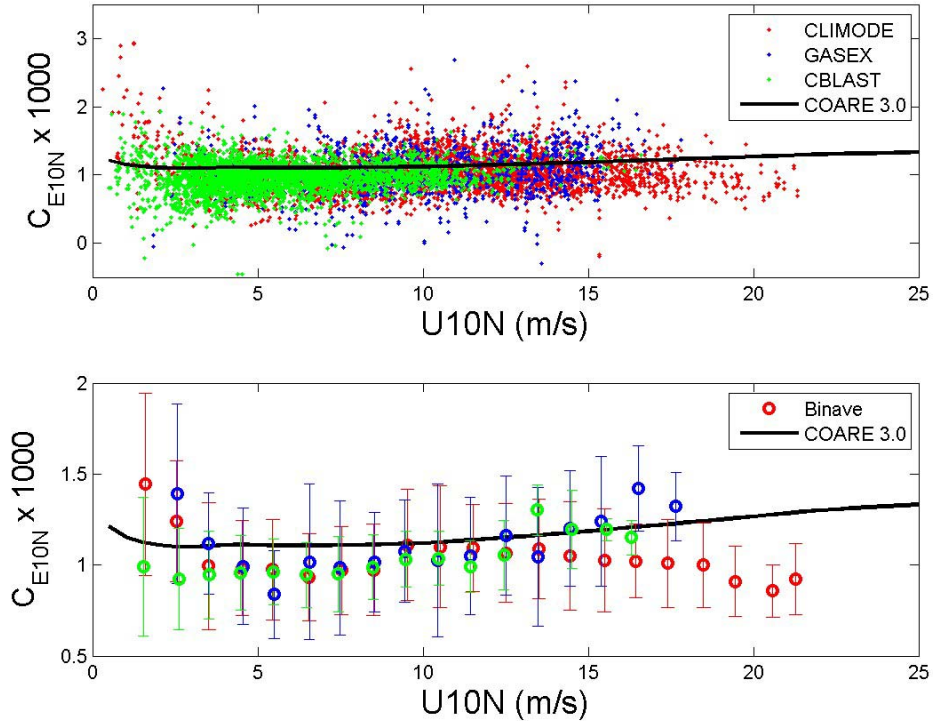 CLIMODE
GASEX
CBLAST
COARE 3.0
3
2
1
0
C_E10N x 1000
0 5 10 15 20 25
U10N (m/s)
Binave
COARE 3.0
2
1.5
1
0.5
C_E10N x 1000
0 5 10 15 20 25
U10N (m/s)